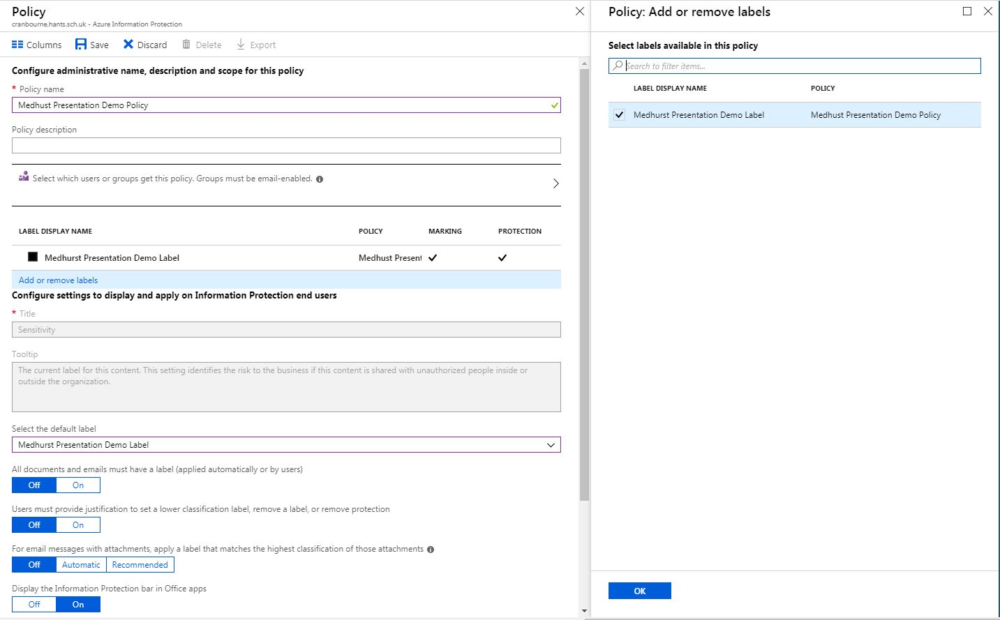 Policy
cranbourne.hants.sch.uk - Azure Information Protection
Columns Save Discard Delete Export
Configure administrative name, description and scope for this policy
* Policy name
Medhust Presentation Demo Policy
Policy description
Select which users or groups get this policy. Groups must be email-enabled.
LABEL DISPLAY NAME POLICY MARKING PROTECTION
Medhurst Presentation Demo Label Medhust Present
Add or remove labels
Configure settings to display and apply on Information Protection end users
* Title
Sensitivity
Tooltip
The current label for this content. This setting identifies the risk to the business if this content is shared with unauthorized people inside or
outside the organization.
Select the default label
Medhurst Presentation Demo Label
All documents and emails must have a label (applied automatically or by users)
Off On
Users must provide justification to set a lower classification label, remove a label, or remove protection
Off On
For email messages with attachments, apply a label that matches the highest classification of those attachments
Off Automatic Recommended
Display the Information Protection bar in Office apps
Off On
Policy: Add or remove labels
Select labels available in this policy
Search to filter items...
LABEL DISPLAY NAME POLICY
Medhurst Presentation Demo Label Medhust Presentation Demo Policy
OK